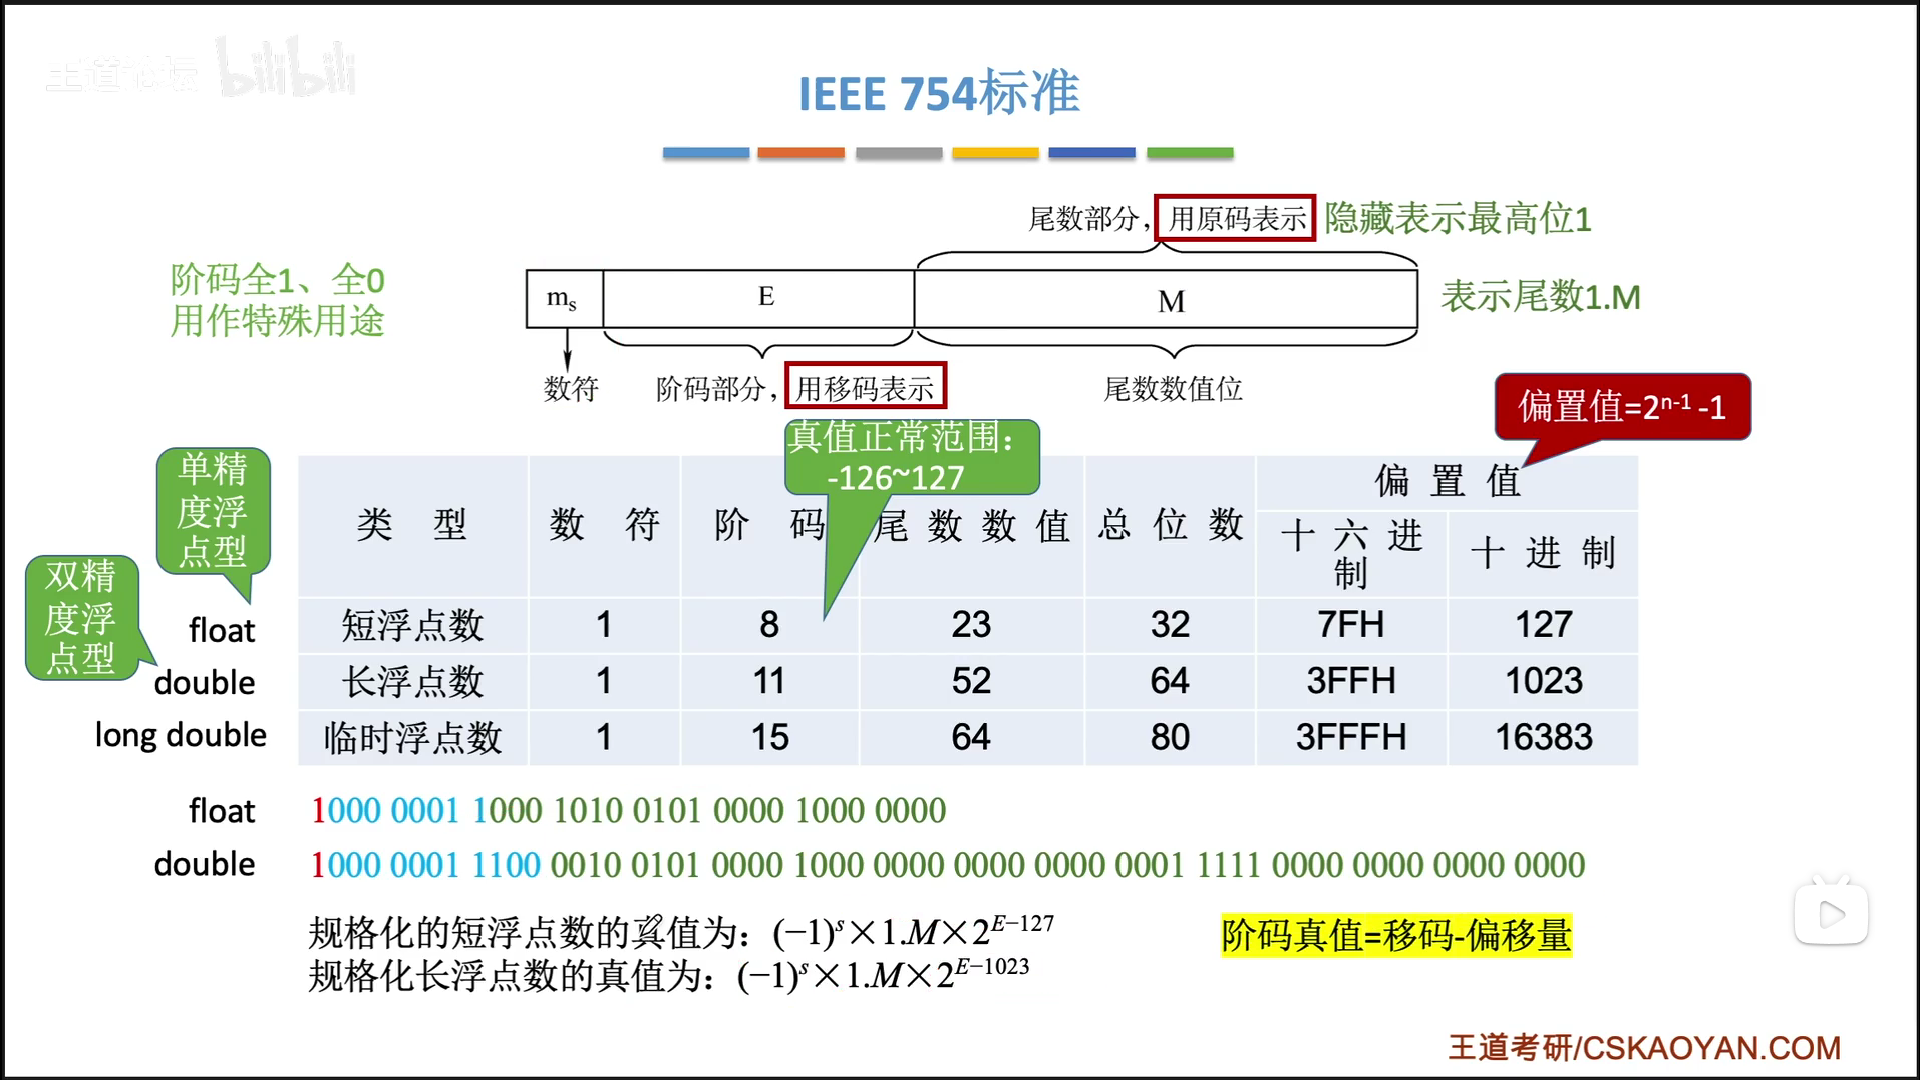 王道论坛 bilibili
IEEE 754标准
尾数部分，用原码表示 隐藏表示最高位1
阶码全1、全0
用作特殊用途
mₛ E M
表示尾数1.M
数符 阶码部分，用移码表示 尾数数值位
偏置值=2ⁿ⁻¹ -1
真值正常范围：
-126~127
单精
度浮
点型
双精
度浮
点型
类 型 数 符 阶 码 尾数数值 总位数 偏置值
十六进
制
十进制
float 短浮点数 1 8 23 32 7FH 127
double 长浮点数 1 11 52 64 3FFH 1023
long double 临时浮点数 1 15 64 80 3FFFH 16383
float 1000 0001 1000 1010 0101 0000 1000 0000
double 1000 0001 1100 0010 0101 0000 1000 0000 0000 0000 0001 1111 0000 0000 0000 0000
规格化的短浮点数的真值为：(−1)ˢ×1.M×2ᴱ⁻¹²⁷
阶码真值=移码-偏移量
规格化长浮点数的真值为：(−1)ˢ×1.M×2ᴱ⁻¹⁰²³
王道考研/CSKAOYAN.COM